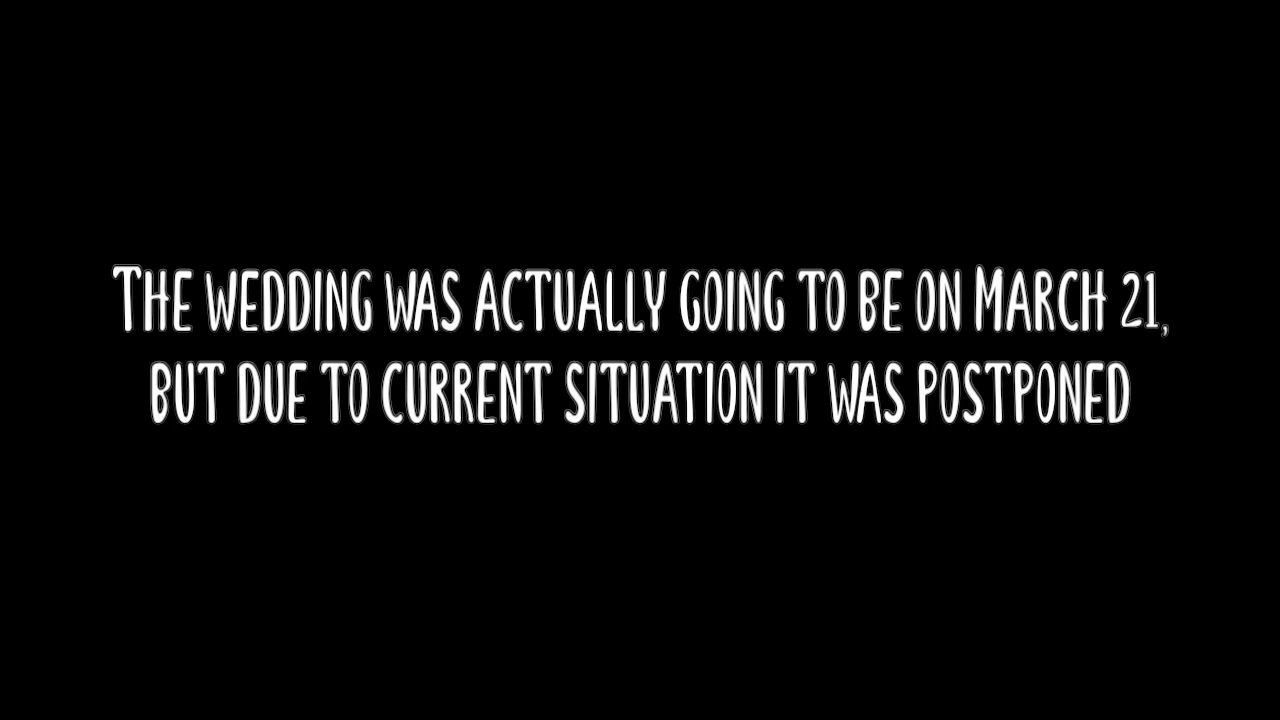 The wedding was actually going to be on March 21,
but due to current situation it was postponed